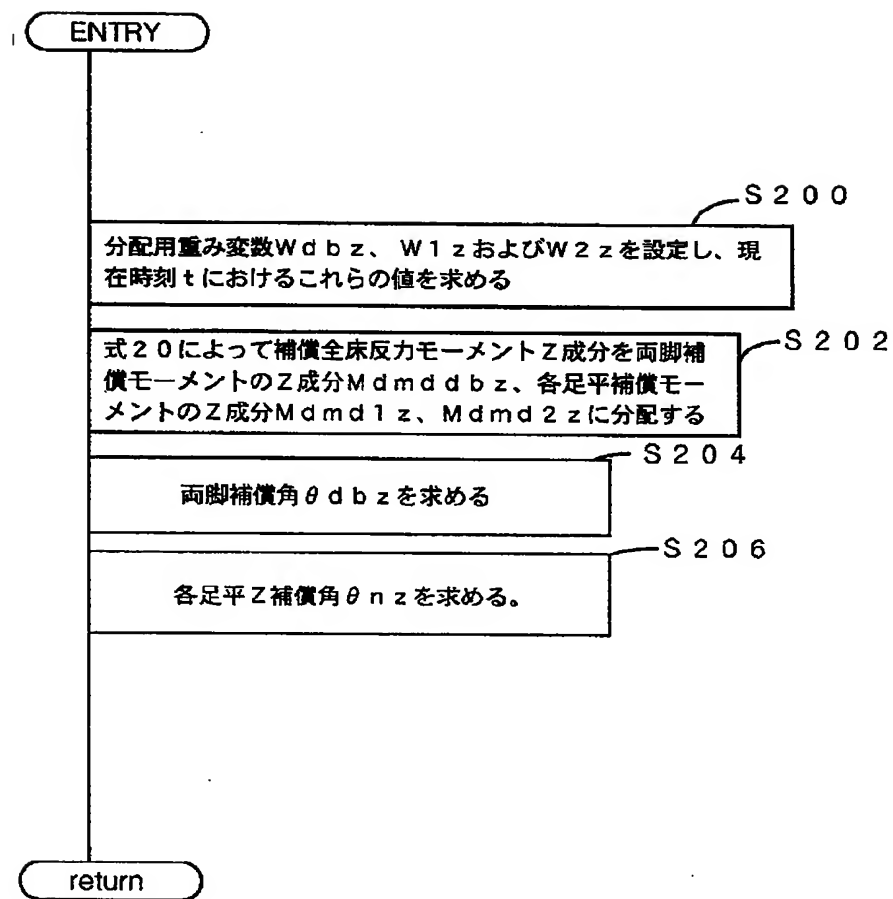 ENTRY
S200
分配用重み変数Wdbz、W1zおよびW2zを設定し、現
在時刻tにおけるこれらの値を求める
S202
式20によって補償全床反力モーメントZ成分を両脚補
償モーメントのZ成分Mdmddbz、各足平補償モー
メントのZ成分Mdmd1z、Mdmd2zに分配する
S204
両脚補償角θdbzを求める
S206
各足平Z補償角θnzを求める。
return